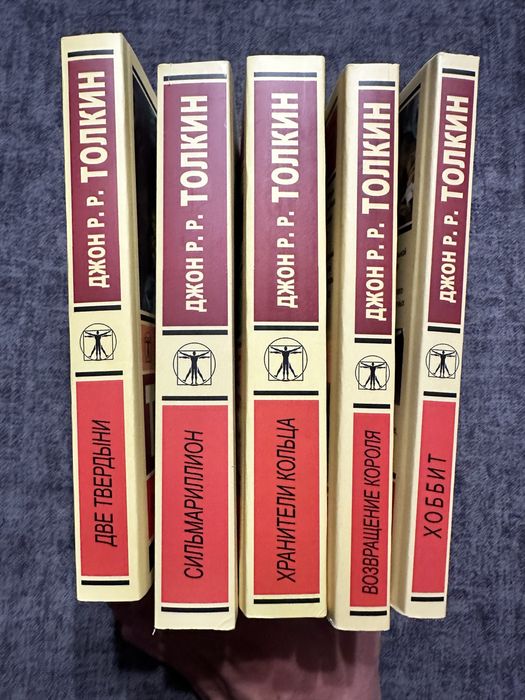 ДЖОН Р. Р. ТОЛКИН
ДВЕ ТВЕРДЫНИ
ДЖОН Р. Р. ТОЛКИН
СИЛЬМАРИЛЛИОН
ДЖОН Р. Р. ТОЛКИН
ХРАНИТЕЛИ КОЛЬЦА
ДЖОН Р. Р. ТОЛКИН
ВОЗВРАЩЕНИЕ КОРОЛЯ
ДЖОН Р. Р. ТОЛКИН
ХОББИТ